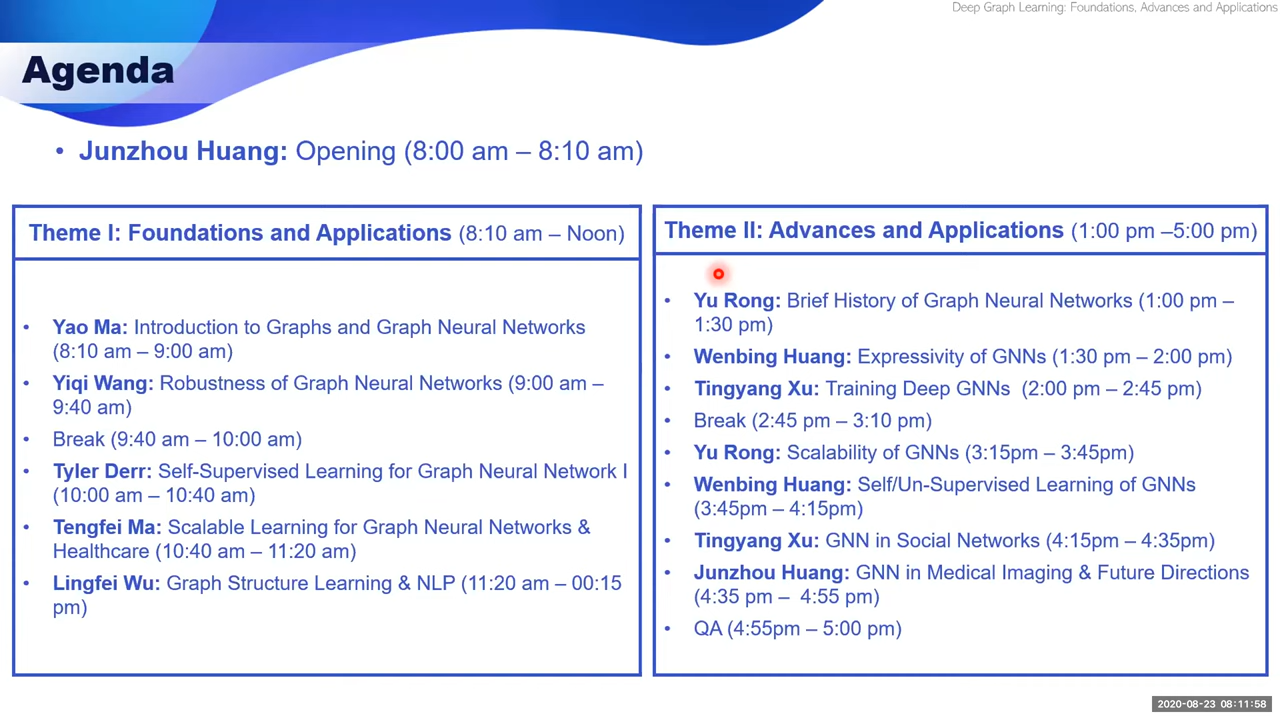 Deep Graph Learning: Foundations, Advances and Applications
Agenda
• Junzhou Huang: Opening (8:00 am – 8:10 am)
Theme I: Foundations and Applications (8:10 am – Noon)
• Yao Ma: Introduction to Graphs and Graph Neural Networks
(8:10 am – 9:00 am)
• Yiqi Wang: Robustness of Graph Neural Networks (9:00 am –
9:40 am)
• Break (9:40 am – 10:00 am)
• Tyler Derr: Self-Supervised Learning for Graph Neural Network I
(10:00 am – 10:40 am)
• Tengfei Ma: Scalable Learning for Graph Neural Networks &
Healthcare (10:40 am – 11:20 am)
• Lingfei Wu: Graph Structure Learning & NLP (11:20 am – 00:15
pm)
Theme II: Advances and Applications (1:00 pm –5:00 pm)
• Yu Rong: Brief History of Graph Neural Networks (1:00 pm –
1:30 pm)
• Wenbing Huang: Expressivity of GNNs (1:30 pm – 2:00 pm)
• Tingyang Xu: Training Deep GNNs (2:00 pm – 2:45 pm)
• Break (2:45 pm – 3:10 pm)
• Yu Rong: Scalability of GNNs (3:15pm – 3:45pm)
• Wenbing Huang: Self/Un-Supervised Learning of GNNs
(3:45pm – 4:15pm)
• Tingyang Xu: GNN in Social Networks (4:15pm – 4:35pm)
• Junzhou Huang: GNN in Medical Imaging & Future Directions
(4:35 pm – 4:55 pm)
• QA (4:55pm – 5:00 pm)
2020-08-23 08:11:58